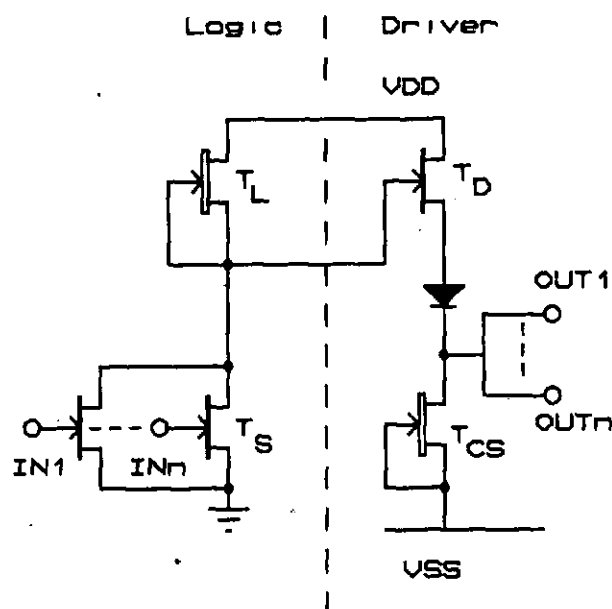 Logic
Driver
VDD
TL
TD
OUT1
IN1
INn
TS
TCS
OUTn
VSS